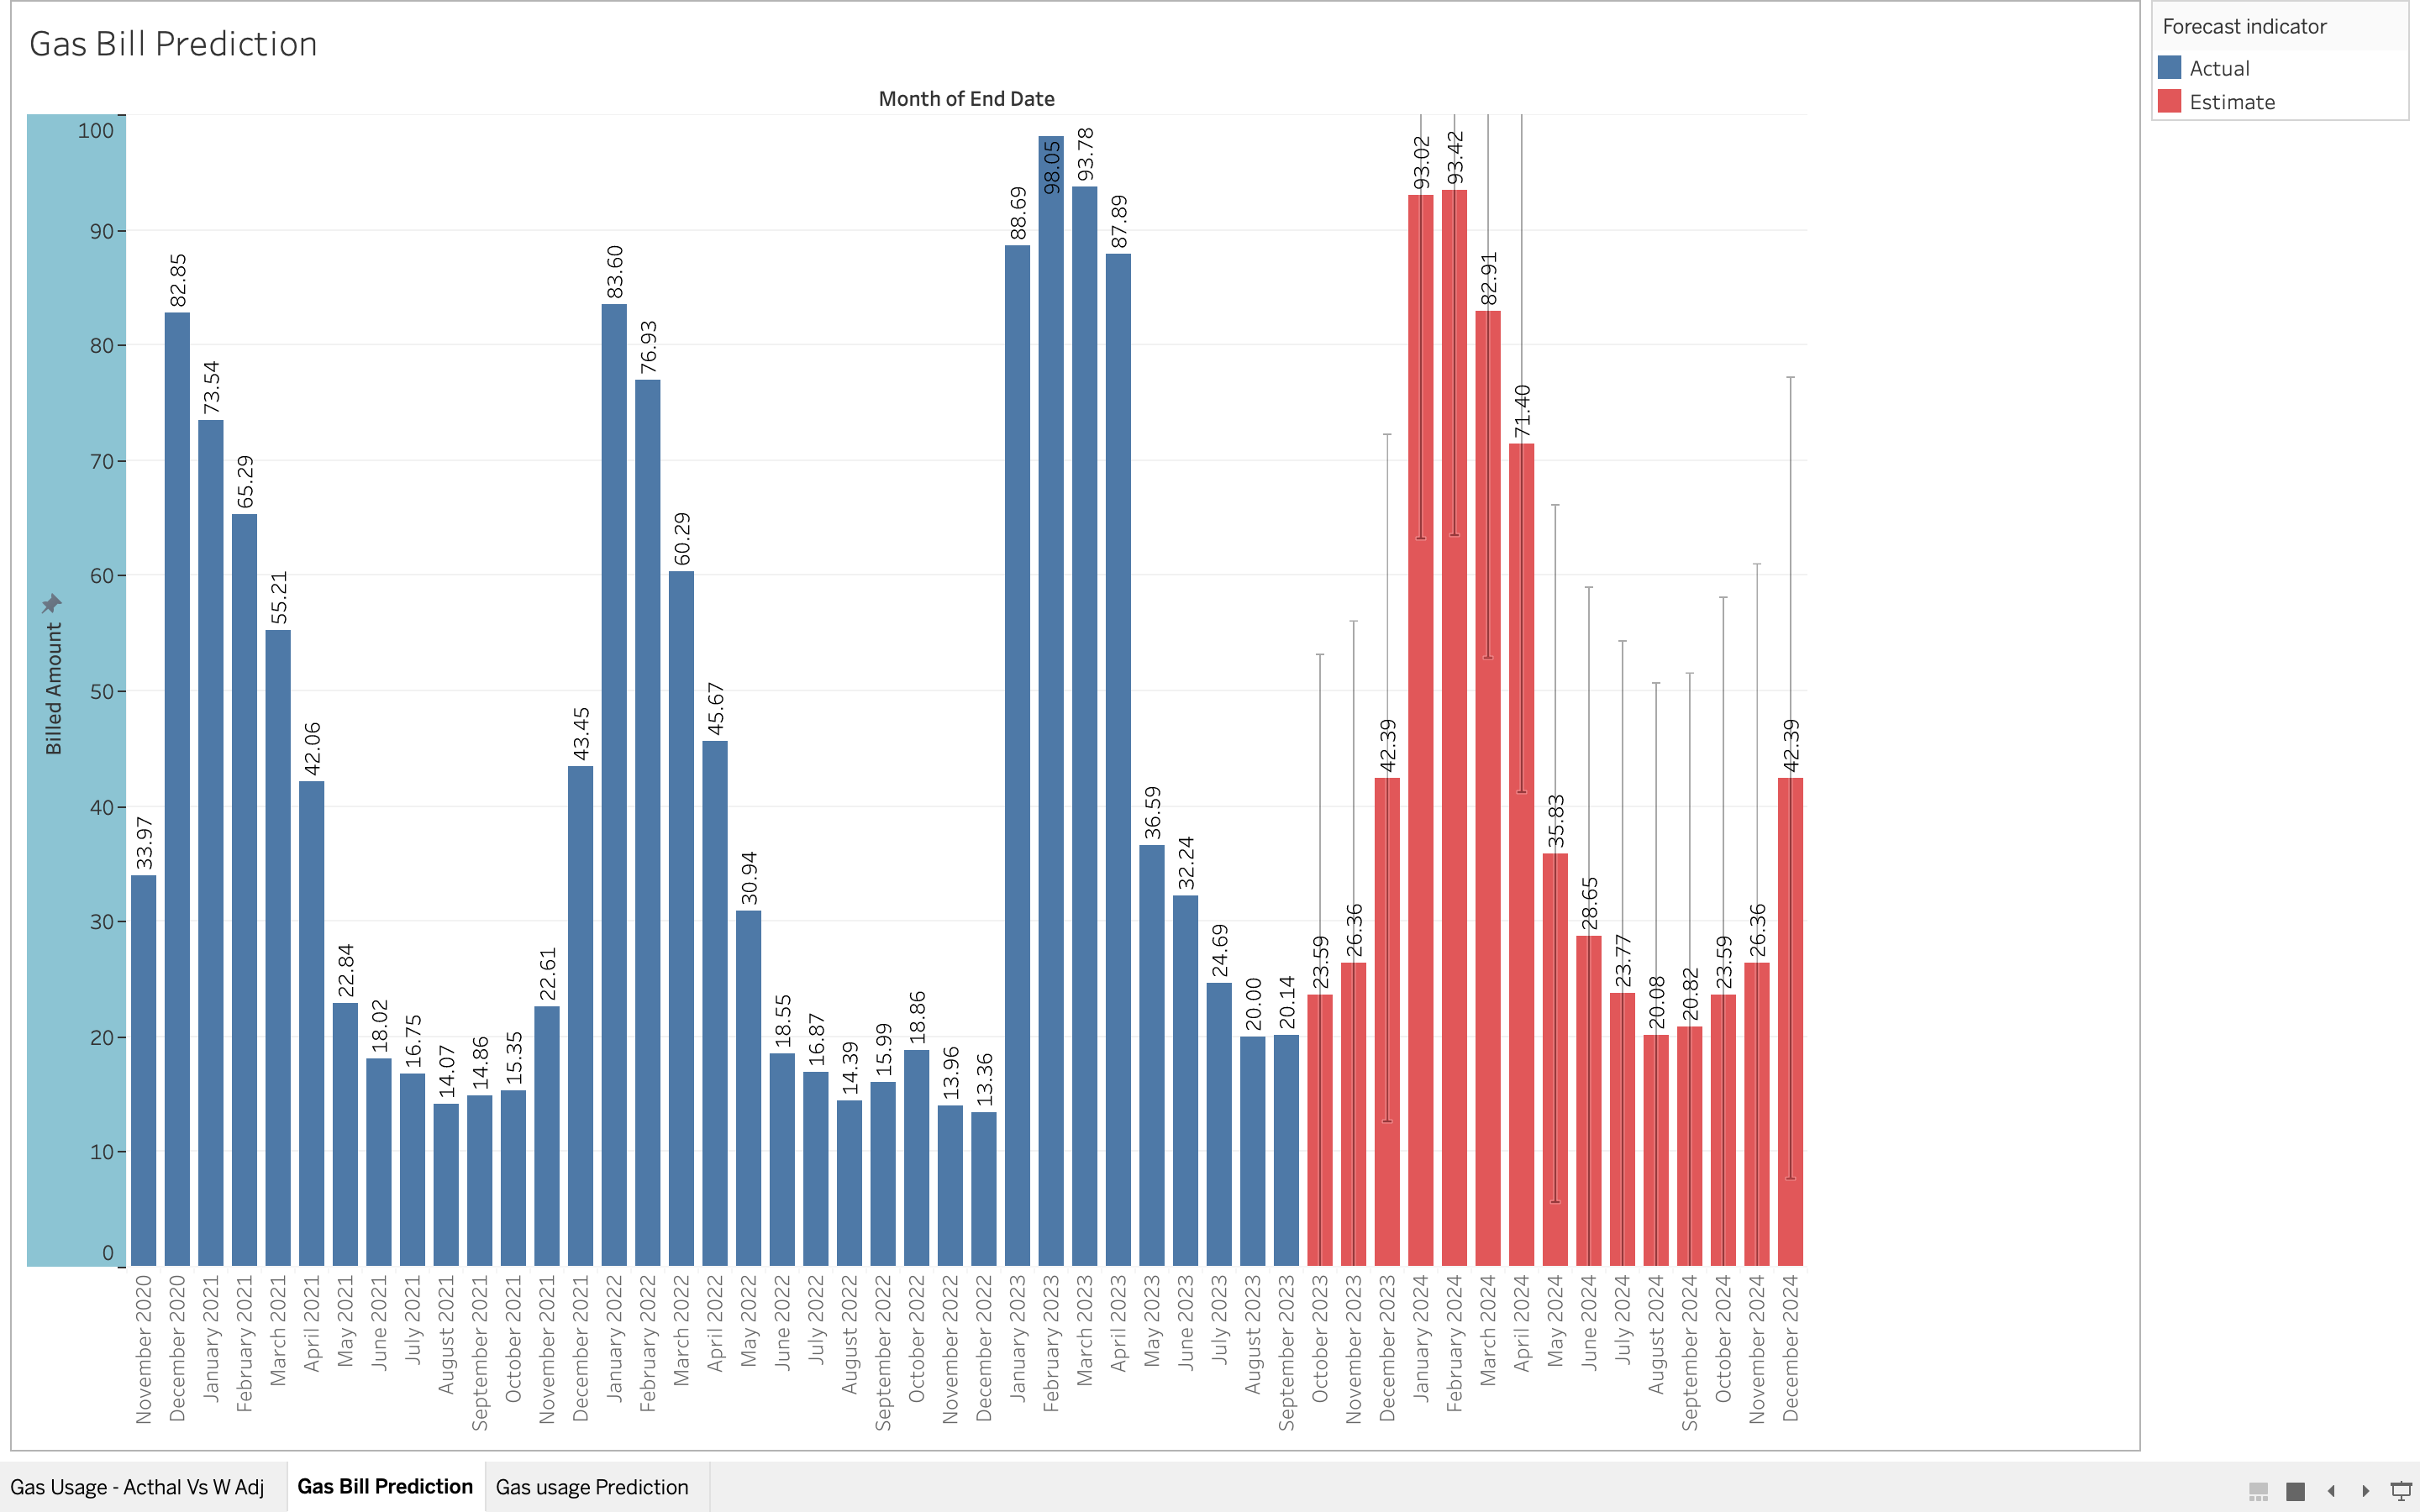 Gas Bill Prediction
Forecast indicator
Actual
Estimate
Month of End Date
Billed Amount
100
90
80
70
60
50
40
30
20
10
0
33.97
82.85
73.54
65.29
55.21
42.06
22.84
18.02
16.75
14.07
14.86
15.35
22.61
43.45
83.60
76.93
60.29
45.67
30.94
18.55
16.87
14.39
15.99
18.86
13.96
13.36
88.69
98.05
93.78
87.89
36.59
32.24
24.69
20.00
20.14
23.59
26.36
42.39
93.02
93.42
82.91
71.40
35.83
28.65
23.77
20.08
20.82
23.59
26.36
42.39
November 2020
December 2020
January 2021
February 2021
March 2021
April 2021
May 2021
June 2021
July 2021
August 2021
September 2021
October 2021
November 2021
December 2021
January 2022
February 2022
March 2022
April 2022
May 2022
June 2022
July 2022
August 2022
September 2022
October 2022
November 2022
December 2022
January 2023
February 2023
March 2023
April 2023
May 2023
June 2023
July 2023
August 2023
September 2023
October 2023
November 2023
December 2023
January 2024
February 2024
March 2024
April 2024
May 2024
June 2024
July 2024
August 2024
September 2024
October 2024
November 2024
December 2024
Gas Usage - Acthal Vs W Adj
Gas Bill Prediction
Gas usage Prediction